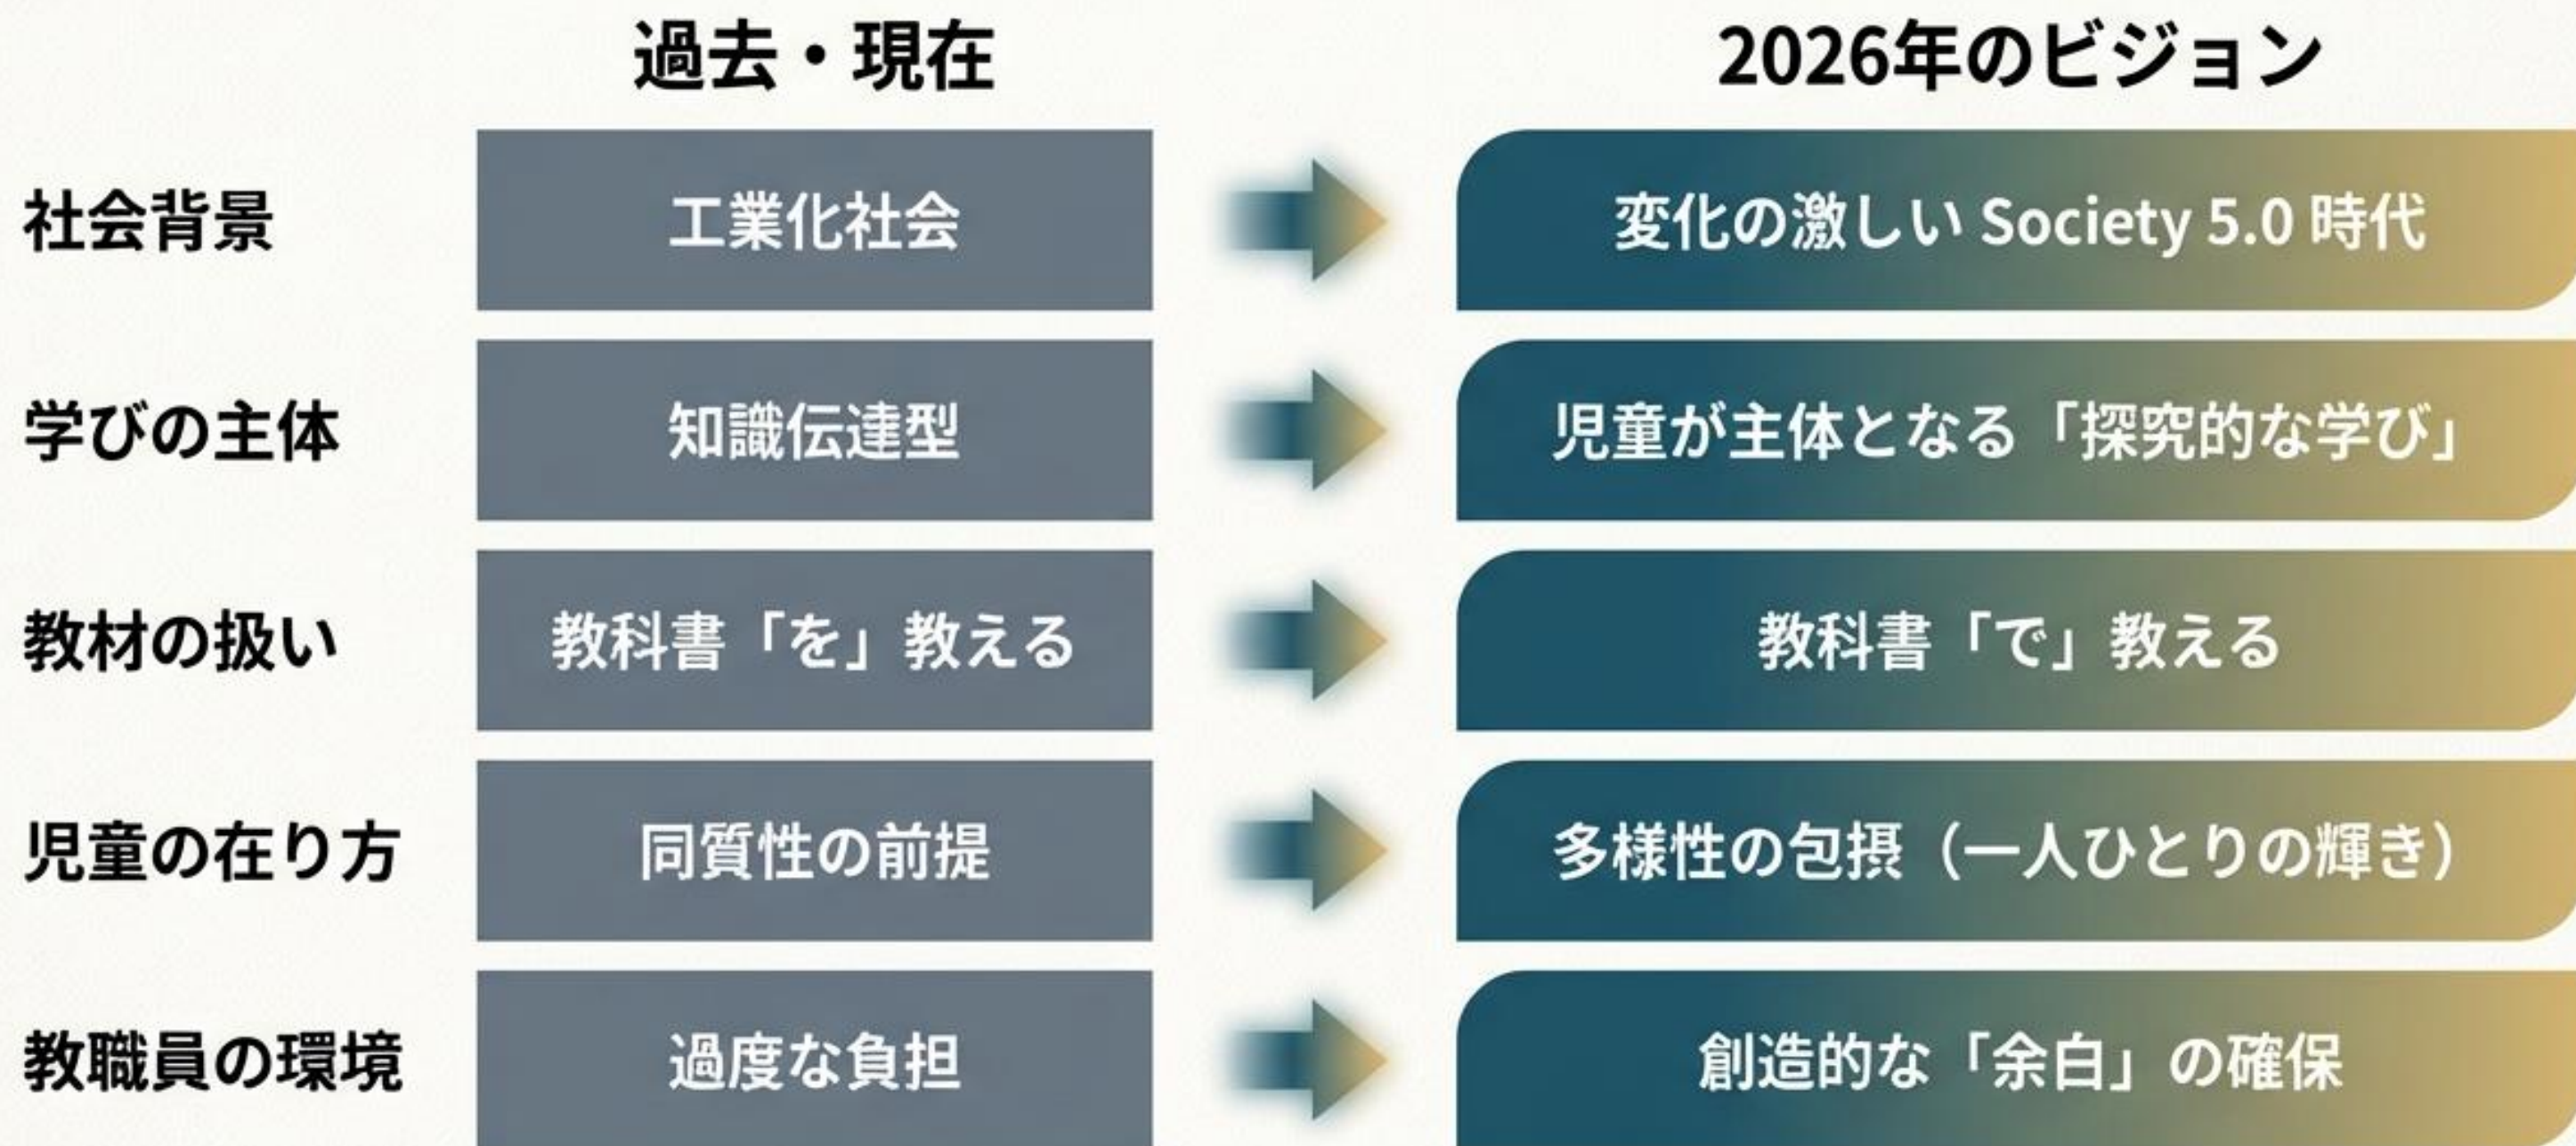 過去・現在
2026年のビジョン
社会背景
工業化社会
変化の激しい Society 5.0 時代
学びの主体
知識伝達型
児童が主体となる「探究的な学び」
教材の扱い
教科書「を」教える
教科書「で」教える
児童の在り方
同質性の前提
多様性の包摂（一人ひとりの輝き）
教職員の環境
過度な負担
創造的な「余白」の確保